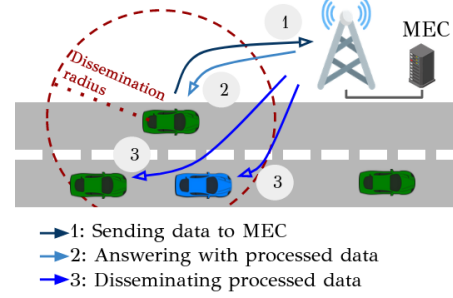 1
MEC
Dissemination
radius
2
3
3
1: Sending data to MEC
2: Answering with processed data
3: Disseminating processed data